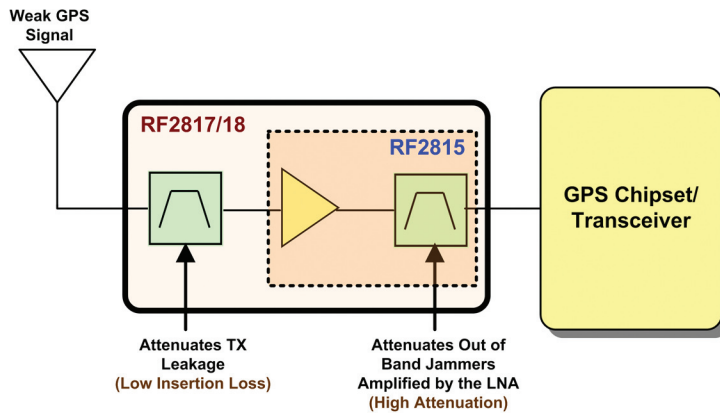 Weak GPS
Signal
RF2817/18
RF2815
GPS Chipset/
Transceiver
Attenuates TX
Leakage
(Low Insertion Loss)
Attenuates Out of
Band Jammers
Amplified by the LNA
(High Attenuation)